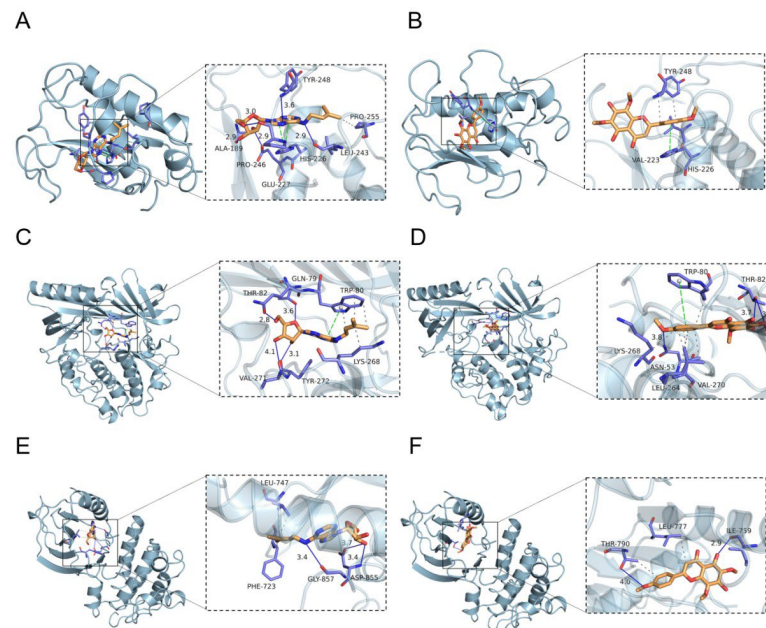 A
TYR-248
3.0
3.6
PRO-255
2.9
2.9
2.9
ALA-189
HIS-226
LEU-243
PRO-246
GLU-227
B
TYR-248
VAL-223
HIS-226
C
GLN-79
THR-82
TRP-80
3.6
2.8
4.1
3.1
LYS-268
VAL-271
TYR-272
D
TRP-80
THR-82
3.7
3.8
LYS-268
ASN-53
LEU-264
VAL-270
E
LEU-747
3.7
3.4
3.4
PHE-723
GLY-857
ASP-855
F
LEU-777
ILE-759
2.9
THR-790
4.0